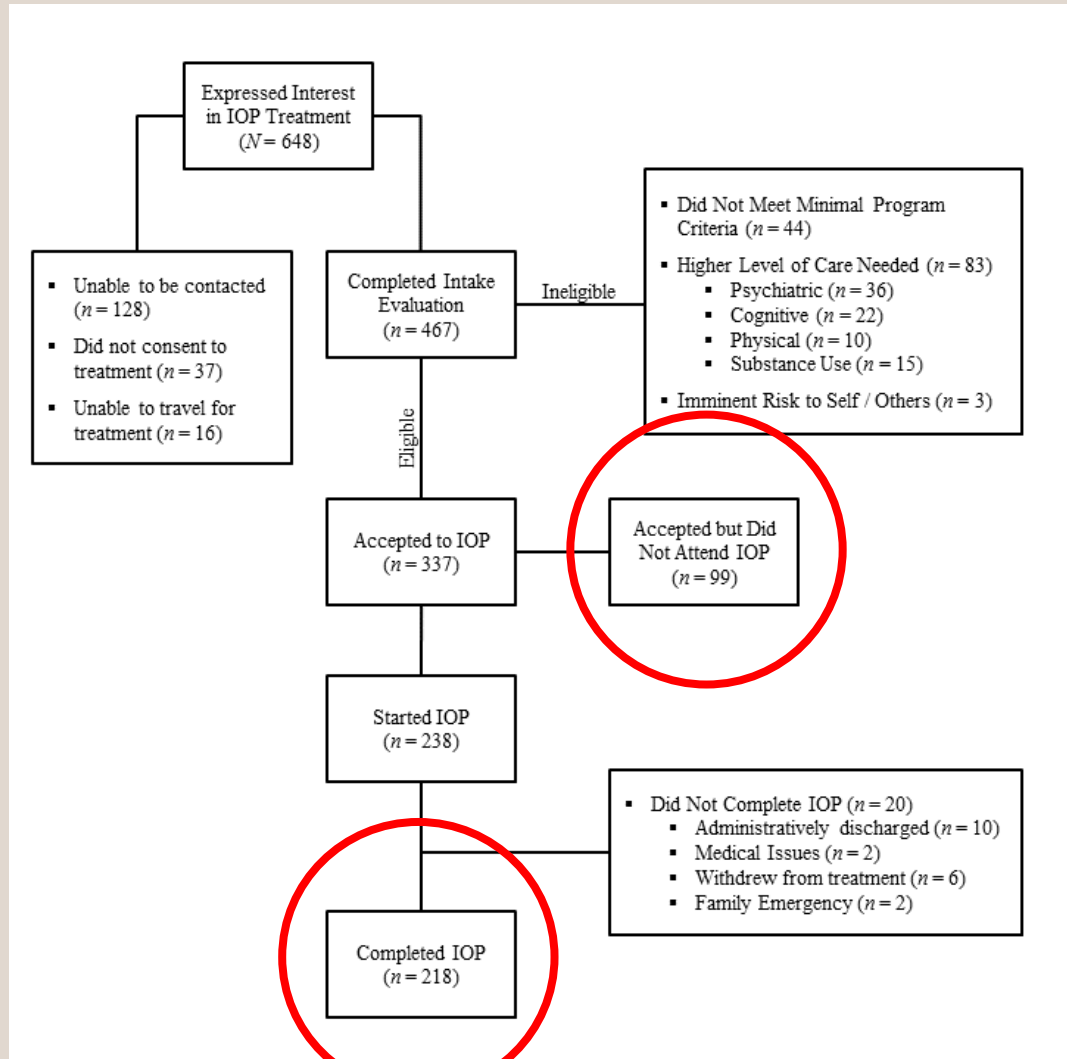 Expressed Interest
in IOP Treatment
(N = 648)
▪ Unable to be contacted
(n = 128)
▪ Did not consent to
treatment (n = 37)
▪ Unable to travel for
treatment (n = 16)
Completed Intake
Evaluation
(n = 467)
Ineligible
▪ Did Not Meet Minimal Program
Criteria (n = 44)
▪ Higher Level of Care Needed (n = 83)
▪ Psychiatric (n = 36)
▪ Cognitive (n = 22)
▪ Physical (n = 10)
▪ Substance Use (n = 15)
▪ Imminent Risk to Self / Others (n = 3)
Eligible
Accepted to IOP
(n = 337)
Accepted but Did
Not Attend IOP
(n = 99)
Started IOP
(n = 238)
▪ Did Not Complete IOP (n = 20)
▪ Administratively discharged (n = 10)
▪ Medical Issues (n = 2)
▪ Withdrew from treatment (n = 6)
▪ Family Emergency (n = 2)
Completed IOP
(n = 218)